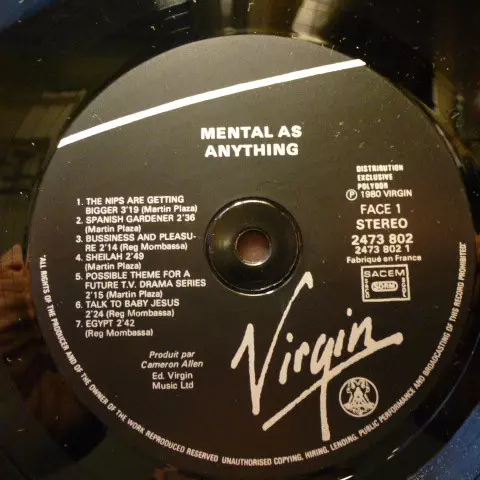 MENTAL AS
ANYTHING
1. THE NIPS ARE GETTING
BIGGER 3'19 (Martin Plaza)
2. SPANISH GARDENER 2'36
(Martin Plaza)
3. BUSSINESS AND PLEASU-
RE 2'14 (Reg Mombassa)
4. SHEILAH 2'49
(Martin Plaza)
5. POSSIBLE THEME FOR A
FUTURE T.V. DRAMA SERIES
2'15 (Martin Plaza)
6. TALK TO BABY JESUS
2'24 (Reg Mombassa)
7. EGYPT 2'42
(Reg Mombassa)
Produit par
Cameron Allen
Ed. Virgin
Music Ltd
DISTRIBUTION
EXCLUSIVE
POLYDOR
Ⓟ 1980 VIRGIN
FACE 1
STEREO
2473 802
2473 802 1
Fabriqué en France
SACEM
SDRM
Virgin
"ALL RIGHTS OF THE PRODUCER AND OF THE OWNER OF THE WORK REPRODUCED RESERVED UNAUTHORISED COPYING, HIRING, LENDING, PUBLIC PERFORMANCE AND BROADCASTING OF THIS RECORD PROHIBITED"